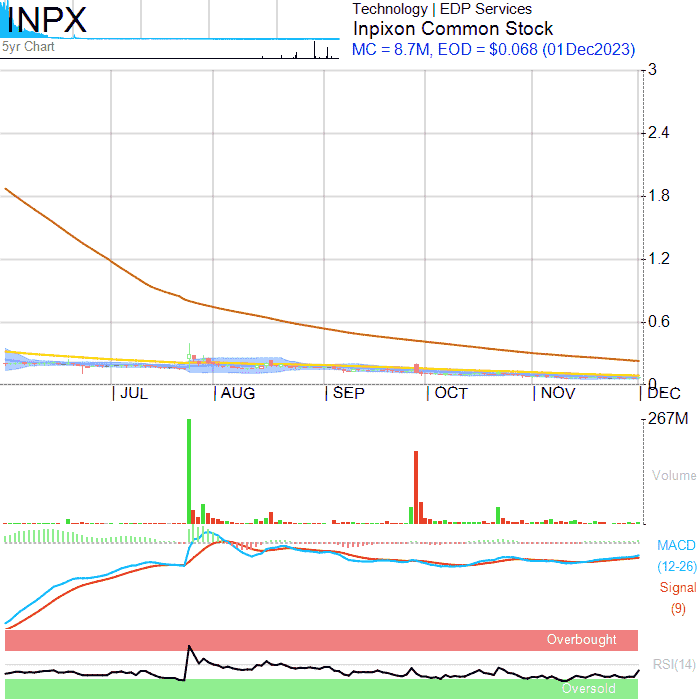 INPX
5yr Chart
Technology | EDP Services
Inpixon Common Stock
MC = 8.7M, EOD = $0.068 (01Dec2023)
3
2.4
1.8
1.2
0.6
0
JUL
AUG
SEP
OCT
NOV
DEC
267M
Volume
MACD
(12-26)
Signal
(9)
Overbought
RSI(14)
Oversold